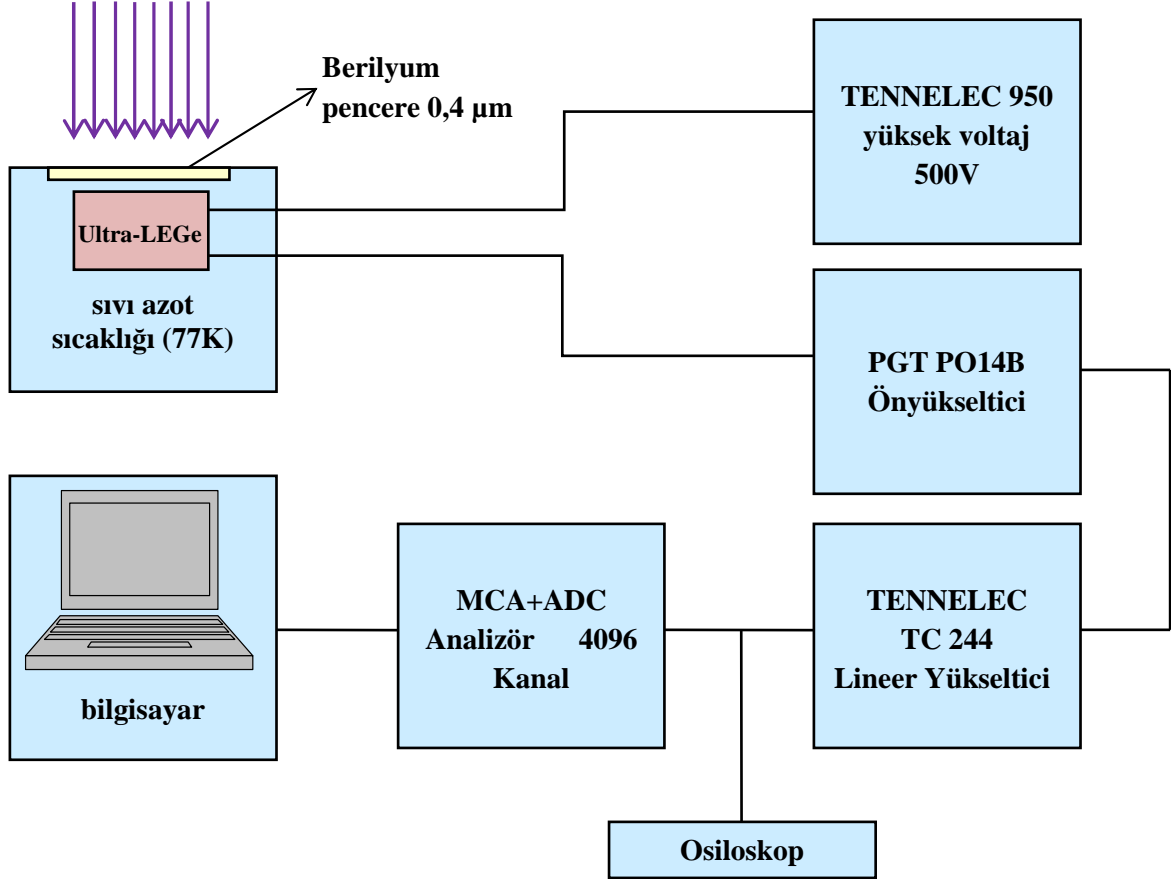 Berilyum
pencere 0,4 µm
TENNELEC 950
yüksek voltaj
500V
Ultra-LEGe
sıvı azot
sıcaklığı (77K)
PGT PO14B
Önyükseltici
bilgisayar
MCA+ADC
Analizör 4096
Kanal
TENNELEC
TC 244
Lineer Yükseltici
Osiloskop